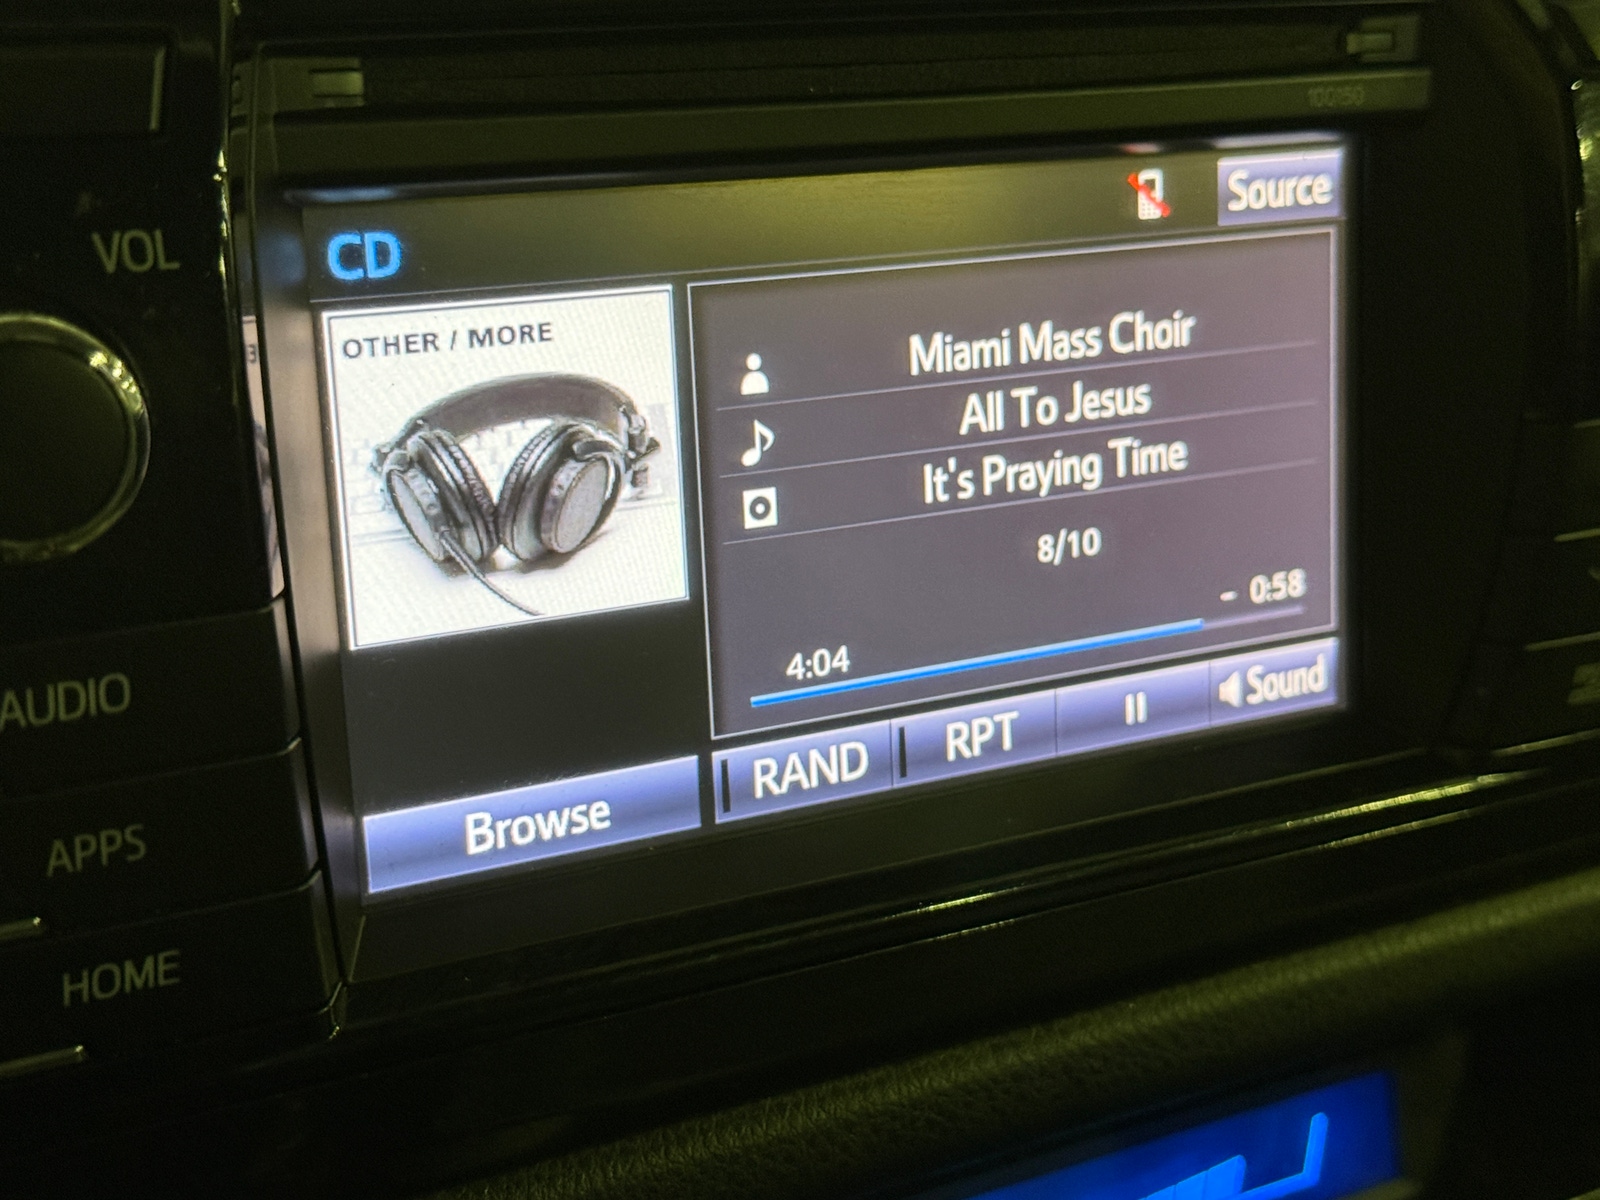 100150
Source
VOL
CD
OTHER / MORE
Miami Mass Choir
All To Jesus
It's Praying Time
8/10
- 0:58
4:04
Sound
RPT
RAND
Browse
AUDIO
APPS
HOME